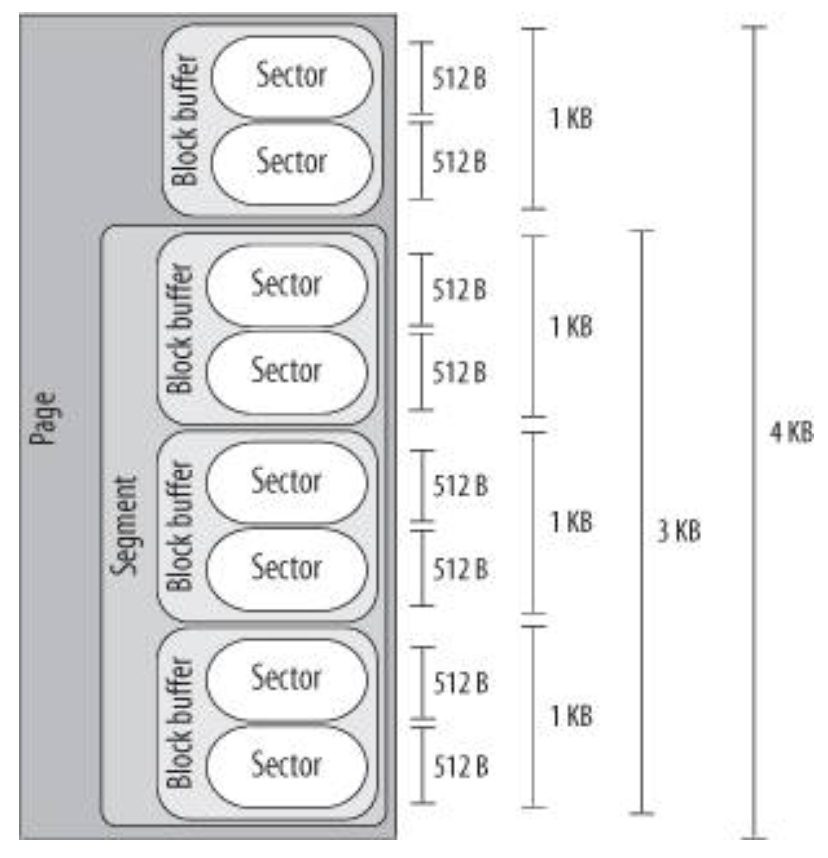 Page
Block buffer
Sector
512 B
1 KB
Sector
512 B
Segment
Block buffer
Sector
512 B
1 KB
Sector
512 B
Block buffer
Sector
512 B
1 KB
Sector
512 B
Block buffer
Sector
512 B
1 KB
Sector
512 B
3 KB
4 KB